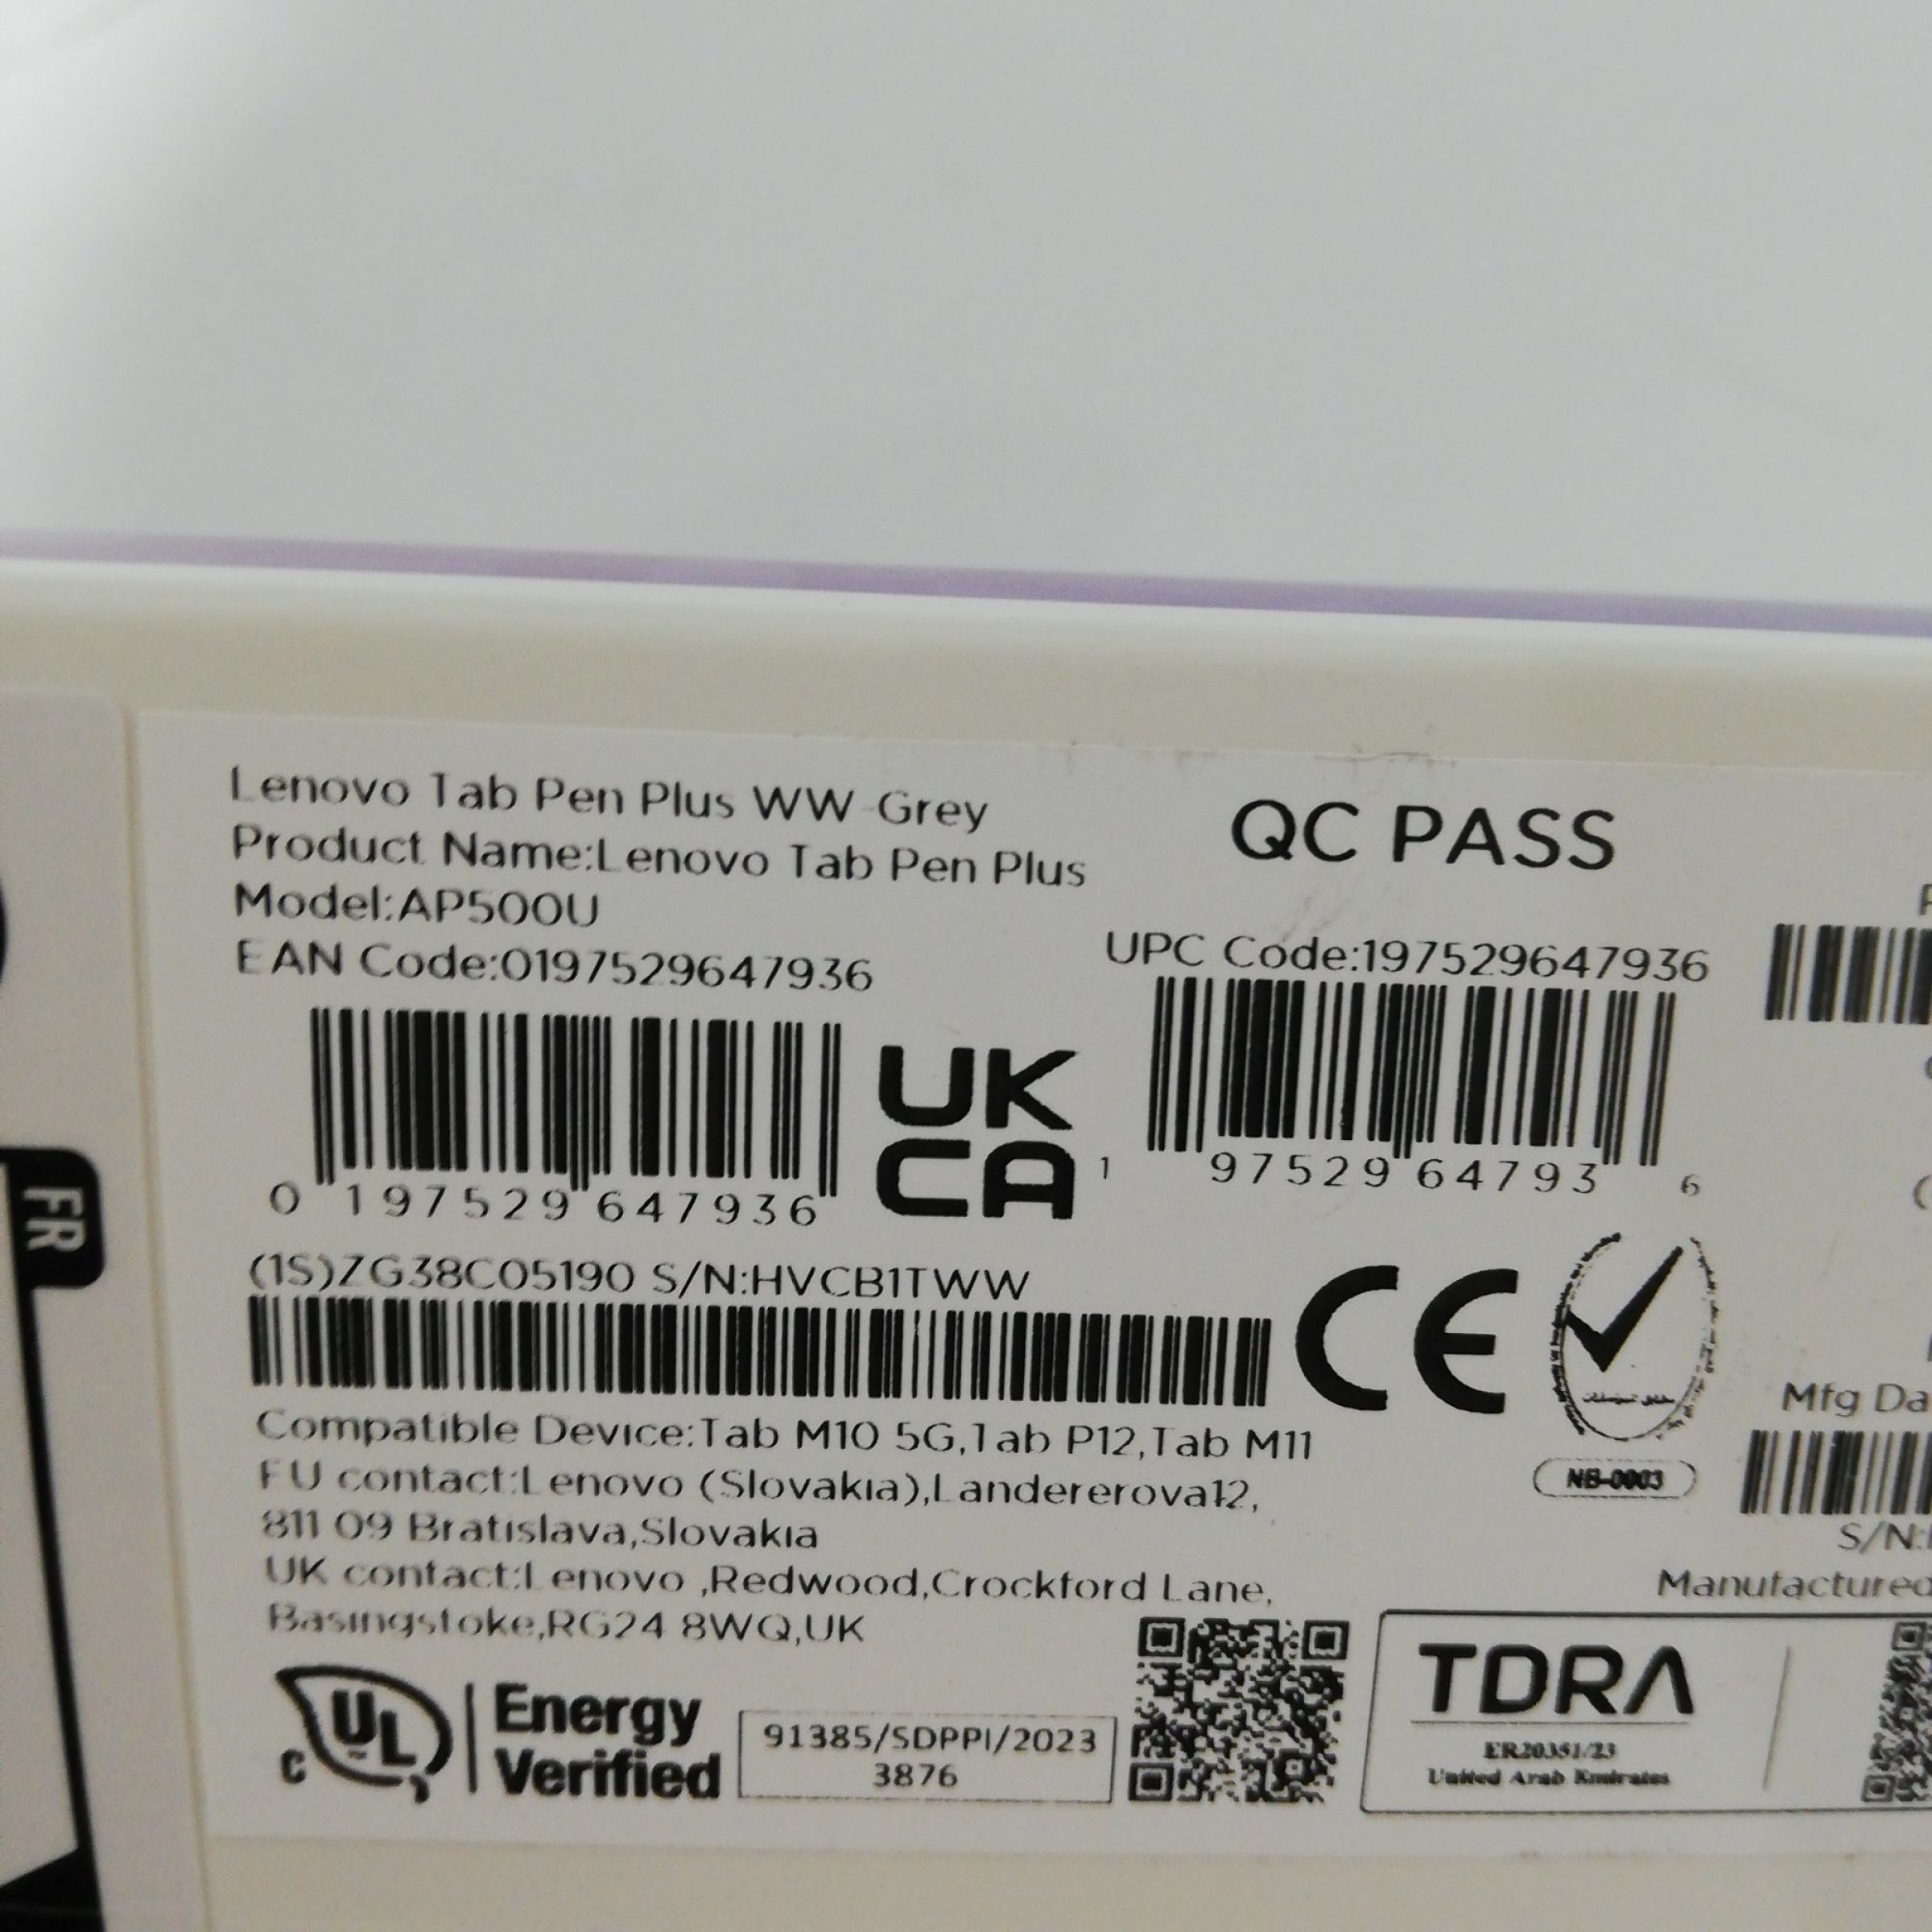 Lenovo Tab Pen Plus WW Grey
Product Name:Lenovo Tab Pen Plus
Model:AP500U
EAN Code:0197529647936
0 197529 647936
UK
CA
QC PASS
UPC Code:197529647936
1 97529 64793 6
(1S)ZG38C05190 S/N:HVCB1TWW
CE
NB-0003
Compatible Device:Tab M10 5G,Tab P12,Tab M11
EU contact:Lenovo (Slovakia),Landererova12,
811 09 Bratislava,Slovakia
UK contact:Lenovo ,Redwood,Crockford Lane,
Basingstoke,RG24 8WQ,UK
C UL
Energy
Verified
91385/SDPPI/2023
3876
TDRA
ER20351/23
United Arab Emirates
Mfg Da
S/N:
Manufactured
FR